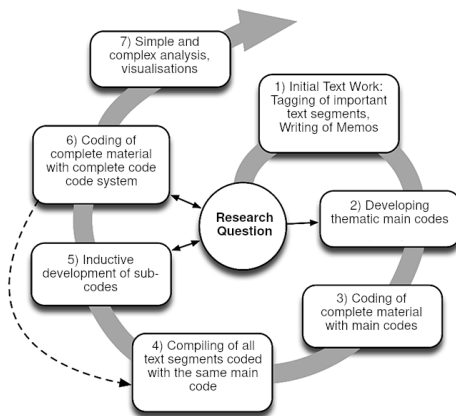 7) Simple and
complex analysis,
visualisations
1) Initial Text Work:
Tagging of important
text segments,
Writing of Memos
6) Coding of
complete material
with complete code
code system
Research
Question
2) Developing
thematic main codes
5) Inductive
development of sub-
codes
3) Coding of
complete material
with main codes
4) Compiling of all
text segments coded
with the same main
code